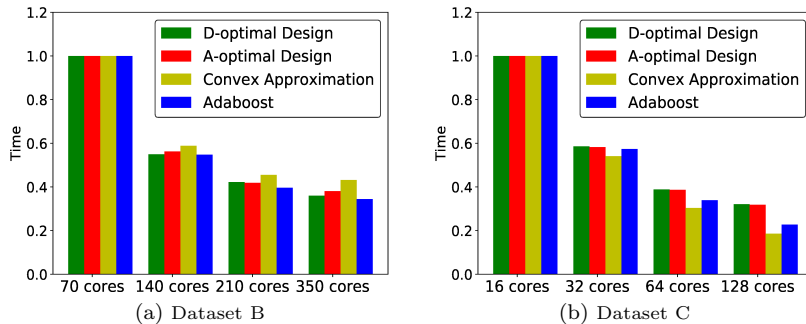 1.2
1.0
0.8
0.6
0.4
0.2
0.0
Time
D-optimal Design
A-optimal Design
Convex Approximation
Adaboost
70 cores 140 cores 210 cores 350 cores
(a) Dataset B
1.2
1.0
0.8
0.6
0.4
0.2
0.0
Time
D-optimal Design
A-optimal Design
Convex Approximation
Adaboost
16 cores 32 cores 64 cores 128 cores
(b) Dataset C